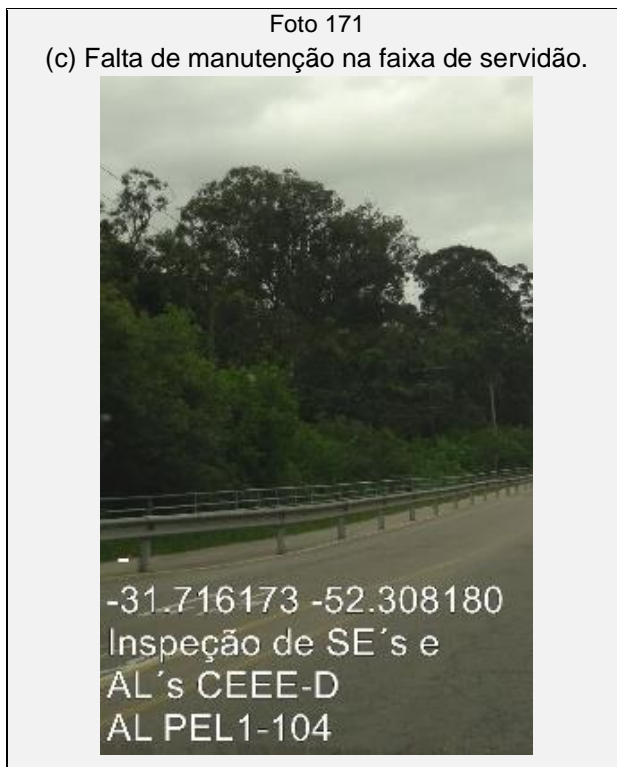 Foto 171
(c) Falta de manutenção na faixa de servidão.
-
-31.716173 -52.308180
Inspeção de SE´s e
AL´s CEEE-D
AL PEL1-104